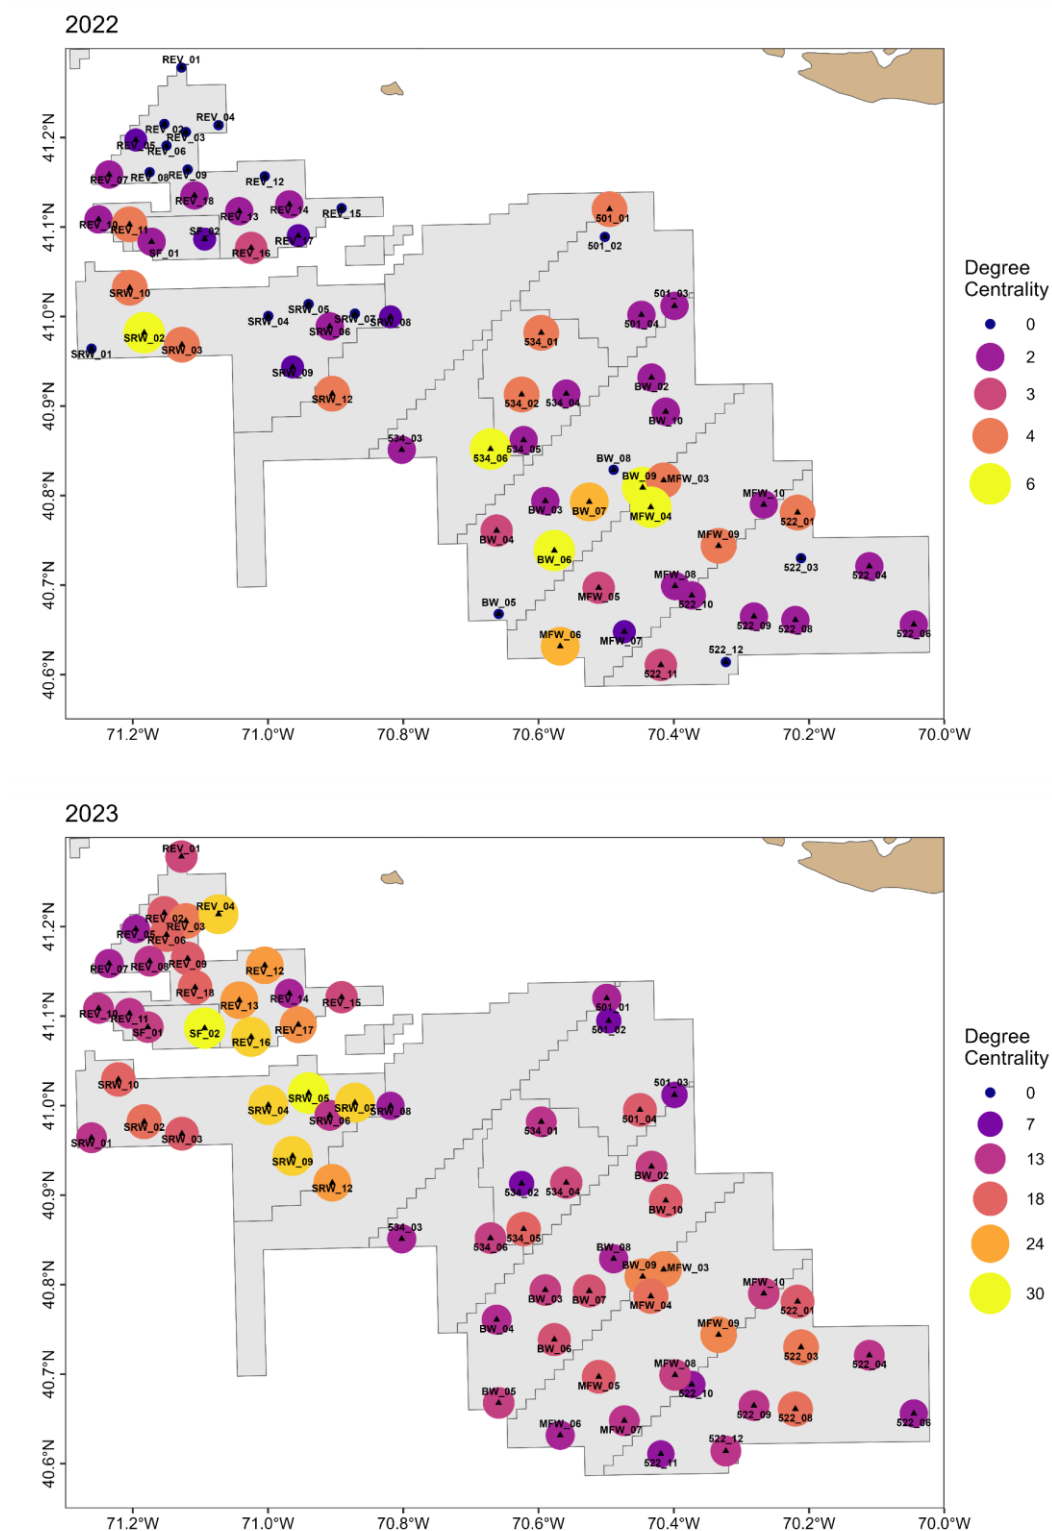 2022
REV_01
REV_04
REV_02
REV_03
REV_05
REV_06
REV_07
REV_08
REV_09
REV_12
REV_18
REV_14
REV_15
REV_10
REV_13
REV_11
SF_02
REV_17
SF_01
REV_16
501_01
501_02
SRW_10
501_03
SRW_05
SRW_04
SRW_07
SRW_08
501_04
SRW_02
SRW_06
534_01
SRW_03
SRW_01
SRW_09
BW_02
SRW_12
534_02
534_04
BW_10
534_03
534_05
534_06
BW_08
BW_09
MFW_03
MFW_10
BW_03
BW_07
MFW_04
522_01
BW_04
MFW_09
BW_06
522_03
MFW_08
522_04
MFW_05
522_10
BW_05
522_09
522_08
522_06
MFW_06
MFW_07
522_12
522_11
41.2°N
41.1°N
41.0°N
40.9°N
40.8°N
40.7°N
40.6°N
71.2°W
71.0°W
70.8°W
70.6°W
70.4°W
70.2°W
70.0°W
Degree
Centrality
0
2
3
4
6
2023
REV_01
REV_04
REV_02
REV_03
REV_05
REV_06
REV_07
REV_08
REV_09
REV_12
REV_18
REV_14
REV_15
REV_10
REV_13
REV_11
SF_01
SF_02
REV_17
REV_16
501_01
501_02
SRW_10
501_03
SRW_05
SRW_04
SRW_07
SRW_08
501_04
SRW_06
SRW_02
534_01
SRW_03
SRW_01
SRW_09
BW_02
SRW_12
534_02
534_04
BW_10
534_03
534_05
534_06
BW_08
BW_09
MFW_03
MFW_10
BW_03
BW_07
MFW_04
522_01
BW_04
MFW_09
BW_06
522_03
MFW_08
522_04
MFW_05
522_10
BW_05
522_09
522_08
522_06
MFW_06
MFW_07
522_12
522_11
41.2°N
41.1°N
41.0°N
40.9°N
40.8°N
40.7°N
40.6°N
71.2°W
71.0°W
70.8°W
70.6°W
70.4°W
70.2°W
70.0°W
Degree
Centrality
0
7
13
18
24
30